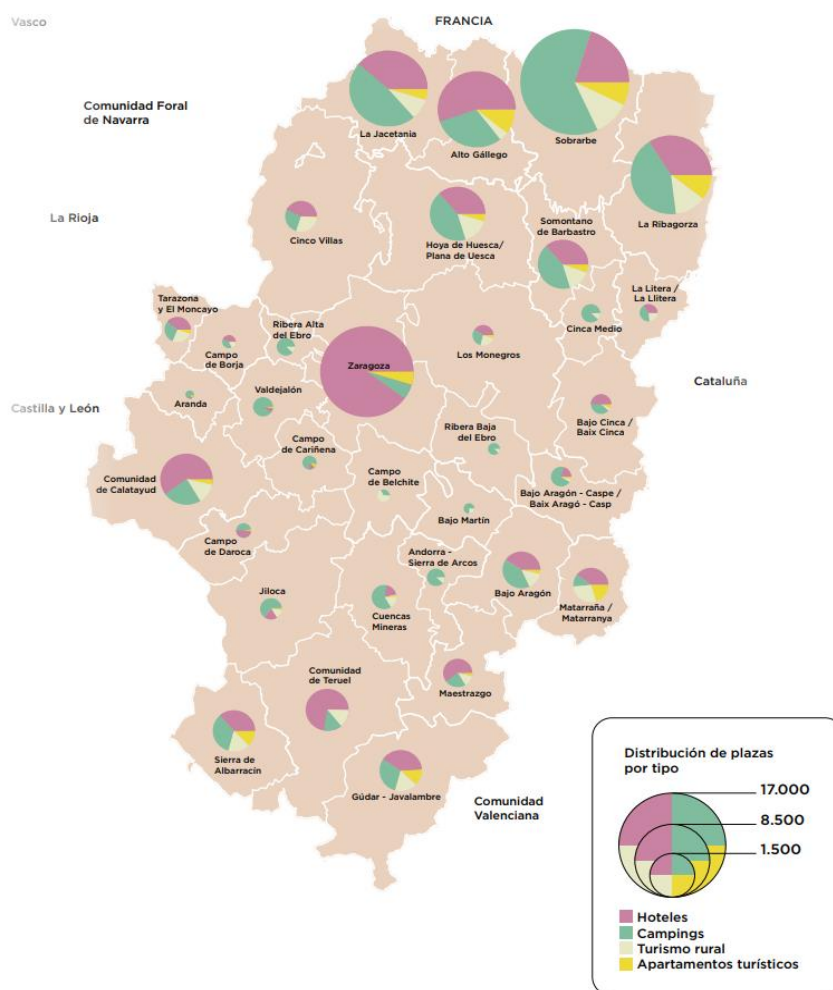 Vasco
FRANCIA
Comunidad Foral
de Navarra
La Jacetania
Alto Gállego
Sobrarbe
La Rioja
Cinco Villas
Hoya de Huesca/
Plana de Uesca
Somontano
de Barbastro
La Ribagorza
La Litera /
La Llitera
Cinca Medio
Tarazona
y El Moncayo
Campo
de Borja
Ribera Alta
del Ebro
Zaragoza
Los Monegros
Cataluña
Castilla y León
Aranda
Valdejalón
Bajo Cinca /
Baix Cinca
Campo
de Cariñena
Ribera Baja
del Ebro
Comunidad
de Calatayud
Campo
de Belchite
Bajo Aragón - Caspe /
Baix Aragó - Casp
Bajo Martín
Campo
de Daroca
Andorra -
Sierra de Arcos
Bajo Aragón
Matarraña /
Matarranya
Jiloca
Cuencas
Mineras
Comunidad
de Teruel
Maestrazgo
Sierra de
Albarracín
Gúdar - Javalambre
Comunidad
Valenciana
Distribución de plazas
por tipo
17.000
8.500
1.500
Hoteles
Campings
Turismo rural
Apartamentos turísticos